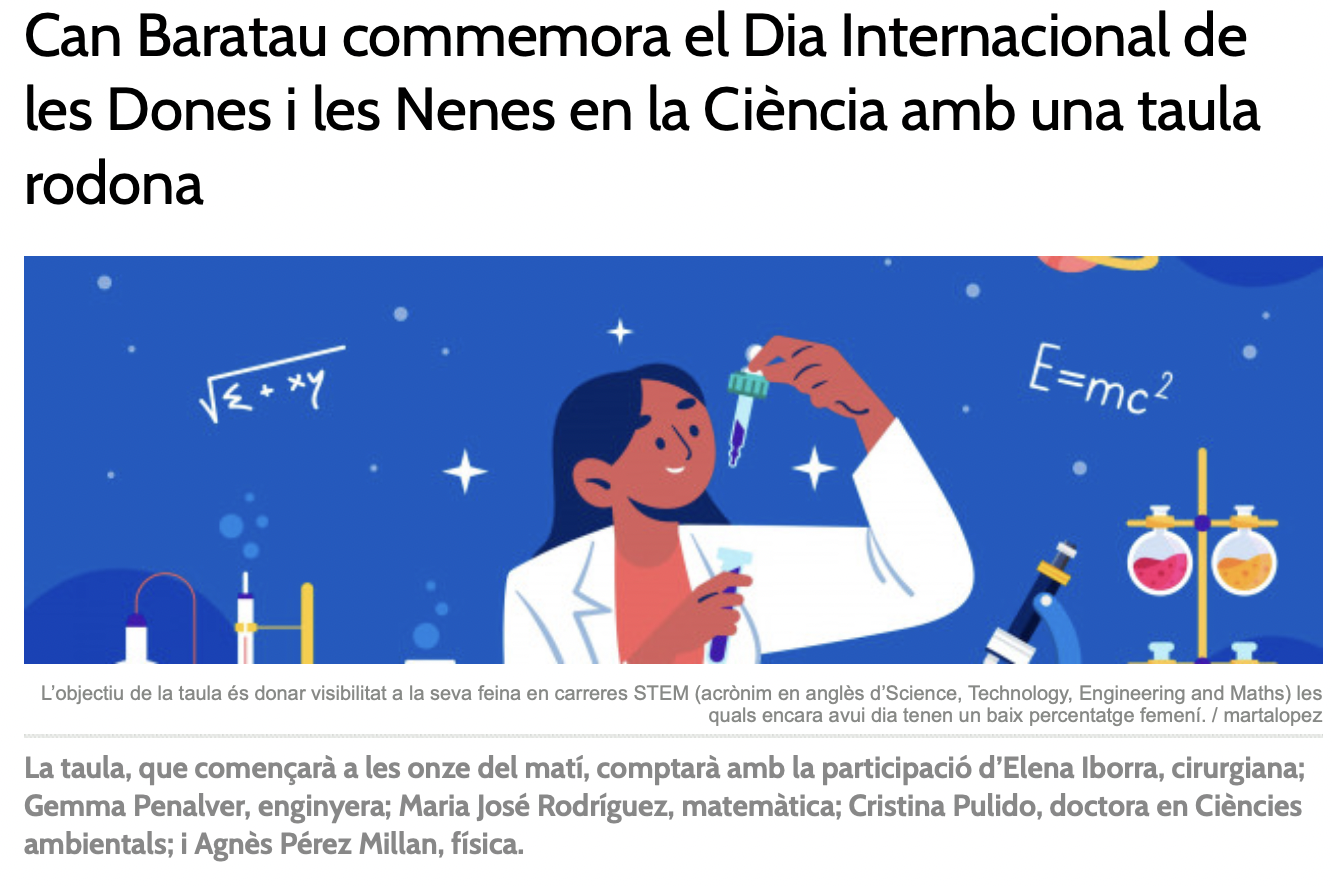 Can Baratau commemora el Dia Internacional de
les Dones i les Nenes en la Ciència amb una taula
rodona
√Σ + xy
E=mc²
L’objectiu de la taula és donar visibilitat a la seva feina en carreres STEM (acrònim en anglès d’Science, Technology, Engineering and Maths) les
quals encara avui dia tenen un baix percentatge femení. / martalopez
La taula, que començarà a les onze del matí, comptarà amb la participació d’Elena Iborra, cirurgiana;
Gemma Penalver, enginyera; Maria José Rodríguez, matemàtica; Cristina Pulido, doctora en Ciències
ambientals; i Agnès Pérez Millan, física.